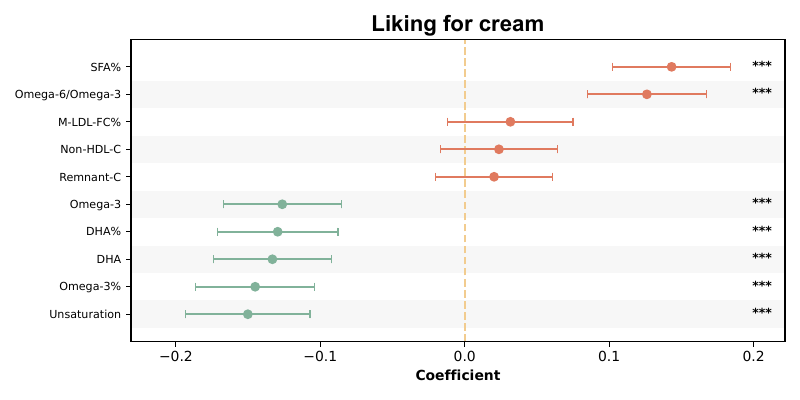 Liking for cream
SFA% ***
Omega-6/Omega-3 ***
M-LDL-FC%
Non-HDL-C
Remnant-C
Omega-3 ***
DHA% ***
DHA ***
Omega-3% ***
Unsaturation ***
−0.2 −0.1 0.0 0.1 0.2
Coefficient